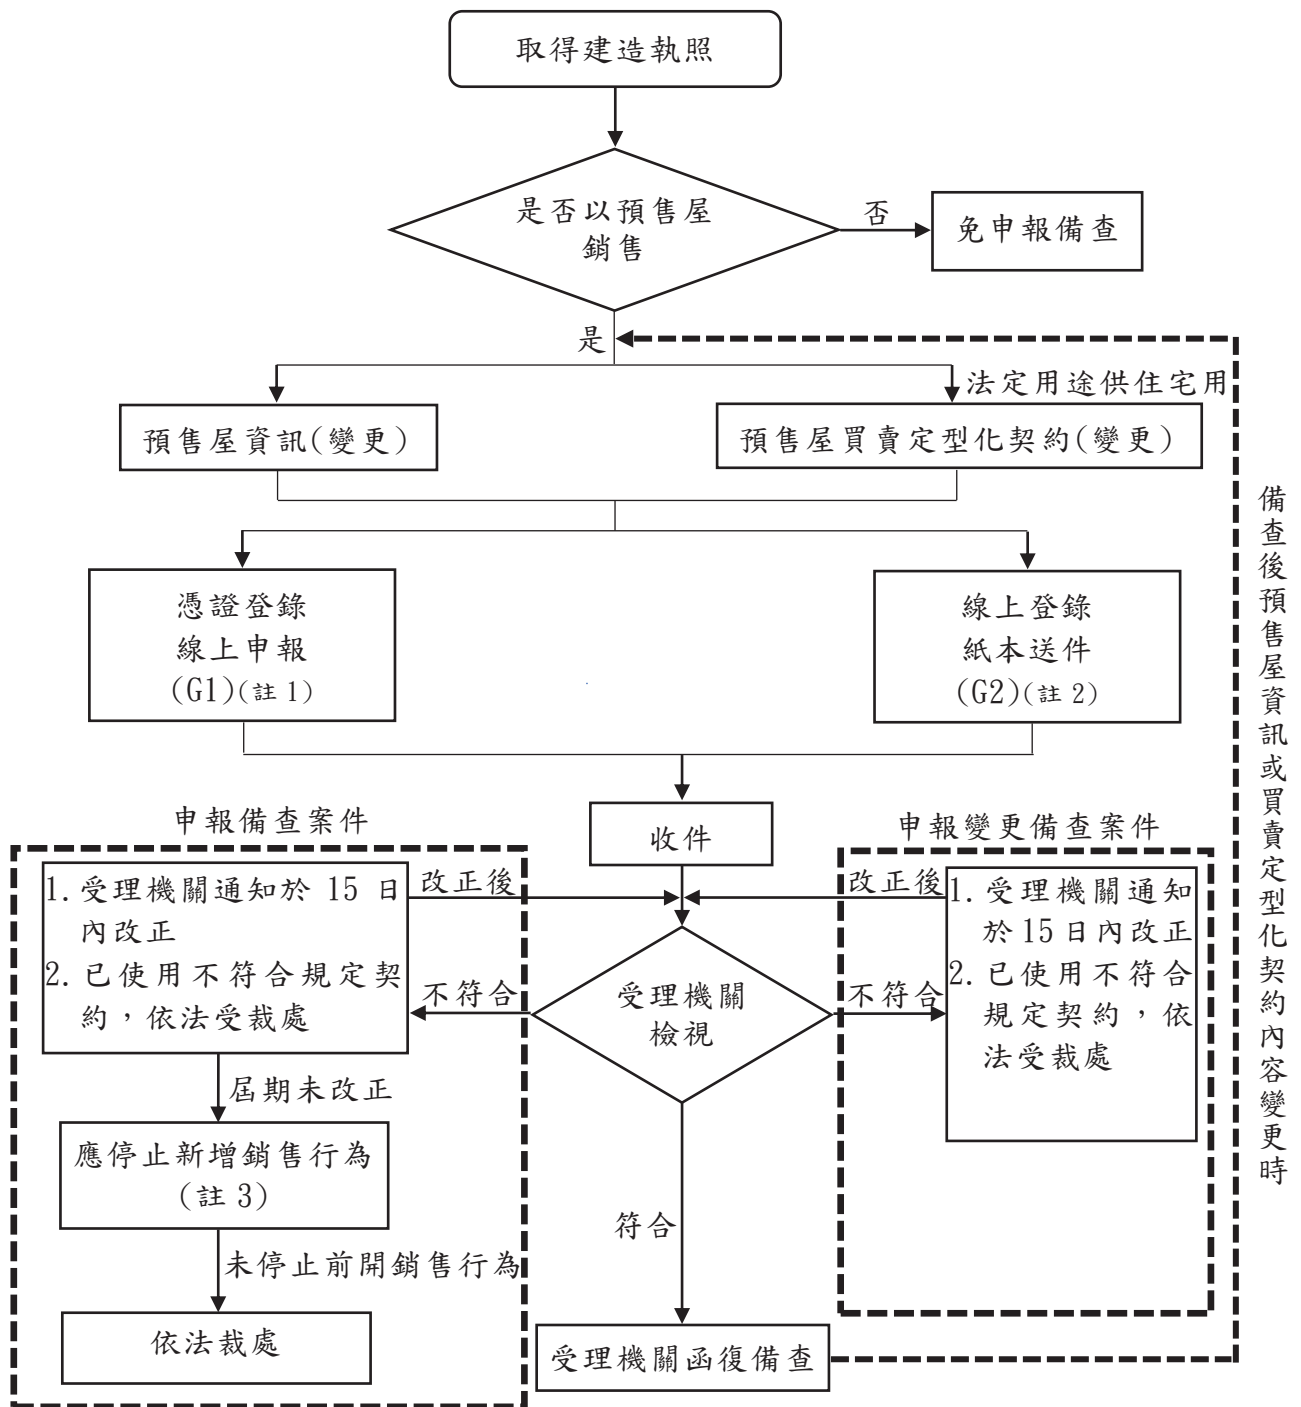 取得建造執照
是否以預售屋
銷售
否
免申報備查
是
法定用途供住宅用
預售屋資訊(變更)
預售屋買賣定型化契約(變更)
憑證登錄
線上申報
(G1)(註 1)
線上登錄
紙本送件
(G2)(註 2)
備查後預售屋資訊或買賣定型化契約內容變更時
收件
申報備查案件
申報變更備查案件
1. 受理機關通知於 15 日
內改正
2. 已使用不符合規定契
約，依法受裁處
改正後
改正後
1. 受理機關通知
於 15 日內改正
2. 已使用不符合
規定契約，依
法受裁處
不符合
受理機關
檢視
不符合
屆期未改正
應停止新增銷售行為
(註 3)
符合
未停止前開銷售行為
依法裁處
受理機關函復備查